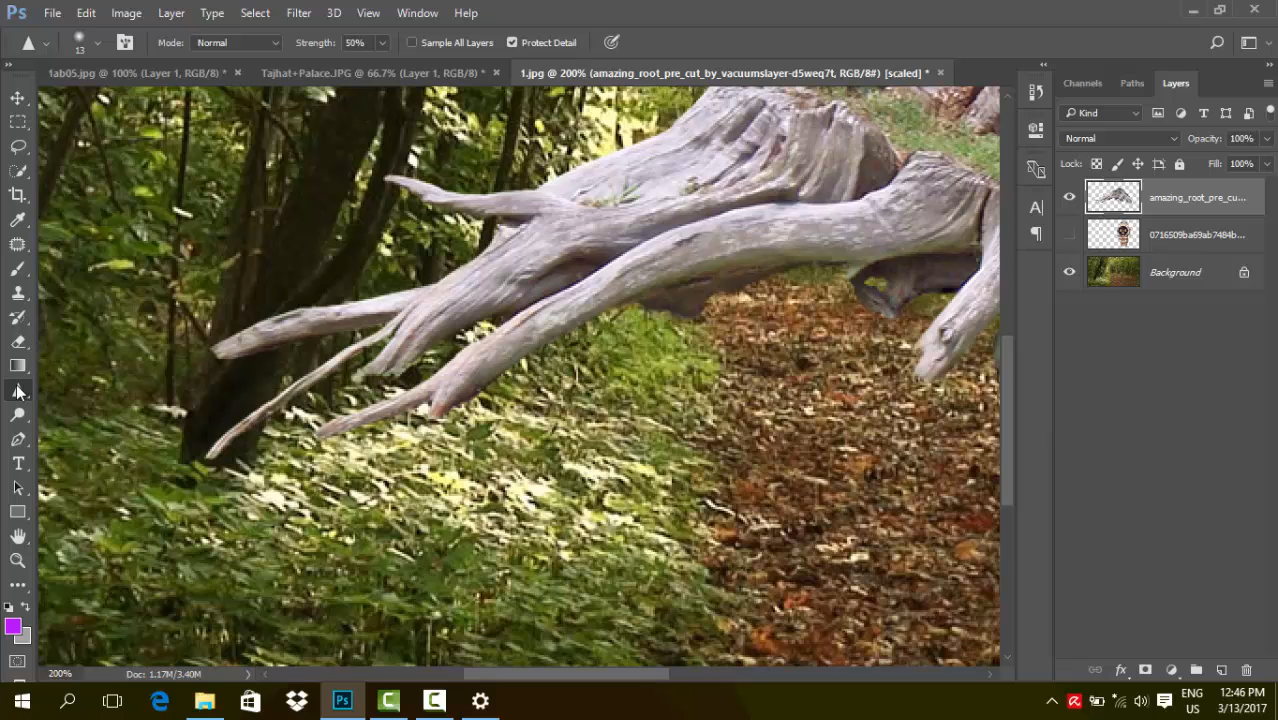 Ps File Edit Image Layer Type Select Filter 3D View Window Help
13 Mode: Normal Strength: 50% Sample All Layers Protect Detail
1ab05.jpg @ 100% (Layer 1, RGB/8) * Tajhat+Palace.JPG @ 66.7% (Layer 1, RGB/8) * 1.jpg @ 200% (amazing_root_pre_cut_by_vacuumslayer-d5weq7t, RGB/8#) [scaled] *
Channels Paths Layers
Kind
Normal Opacity: 100%
Lock: Fill: 100%
amazing_root_pre_cu...
0716509ba69ab7484b...
Background
200% Doc: 1.17M/3.40M
ENG 12:46 PM
US 3/13/2017